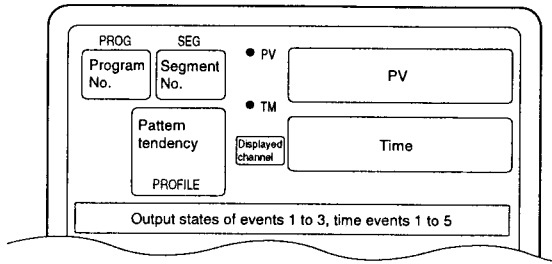 PROG SEG
Program No.
Segment No.
PV
PV
TM
Pattern tendency
PROFILE
Displayed channel
Time
Output states of events 1 to 3, time events 1 to 5